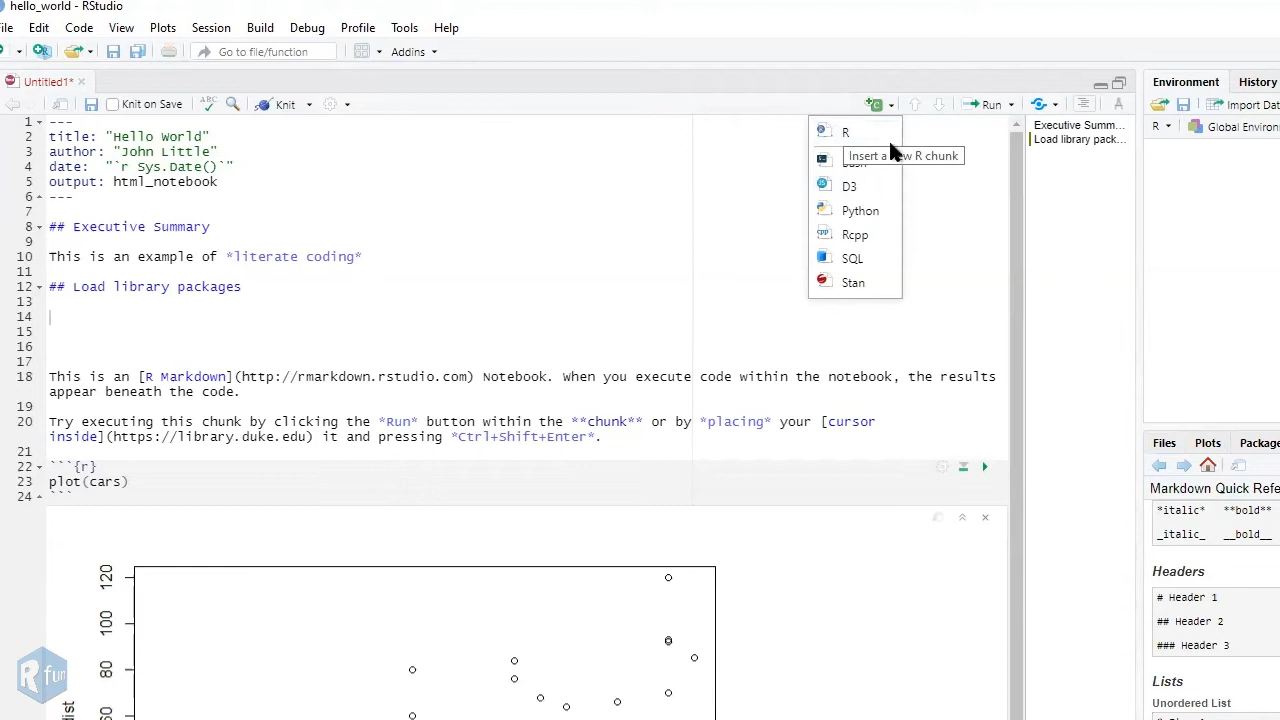 hello_world - RStudio
File Edit Code View Plots Session Build Debug Profile Tools Help
Go to file/function Addins
Untitled1*
Knit on Save ABC Knit Run
1 ---
2 title: "Hello World"
3 author: "John Little"
4 date: "`r Sys.Date()`"
5 output: html_notebook
6 ---
7
8 ## Executive Summary
9
10 This is an example of *literate coding*
11
12 ## Load library packages
13
14
15
16
17
18 This is an [R Markdown](http://rmarkdown.rstudio.com) Notebook. When you execute code within the notebook, the results
appear beneath the code.
19
20 Try executing this chunk by clicking the *Run* button within the **chunk** or by *placing* your [cursor
inside](https://library.duke.edu) it and pressing *Ctrl+Shift+Enter*.
21
22 ```{r}
23 plot(cars)
24 ```
R
Insert a new R chunk
Bash
D3
Python
Rcpp
SQL
Stan
Executive Summ...
Load library pack...
120
100
80
60
dist
R fun
Environment History
Import Dat
R Global Environ
Files Plots Package
Markdown Quick Refe
*italic* **bold**
_italic_ __bold__
Headers
# Header 1
## Header 2
### Header 3
Lists
Unordered List